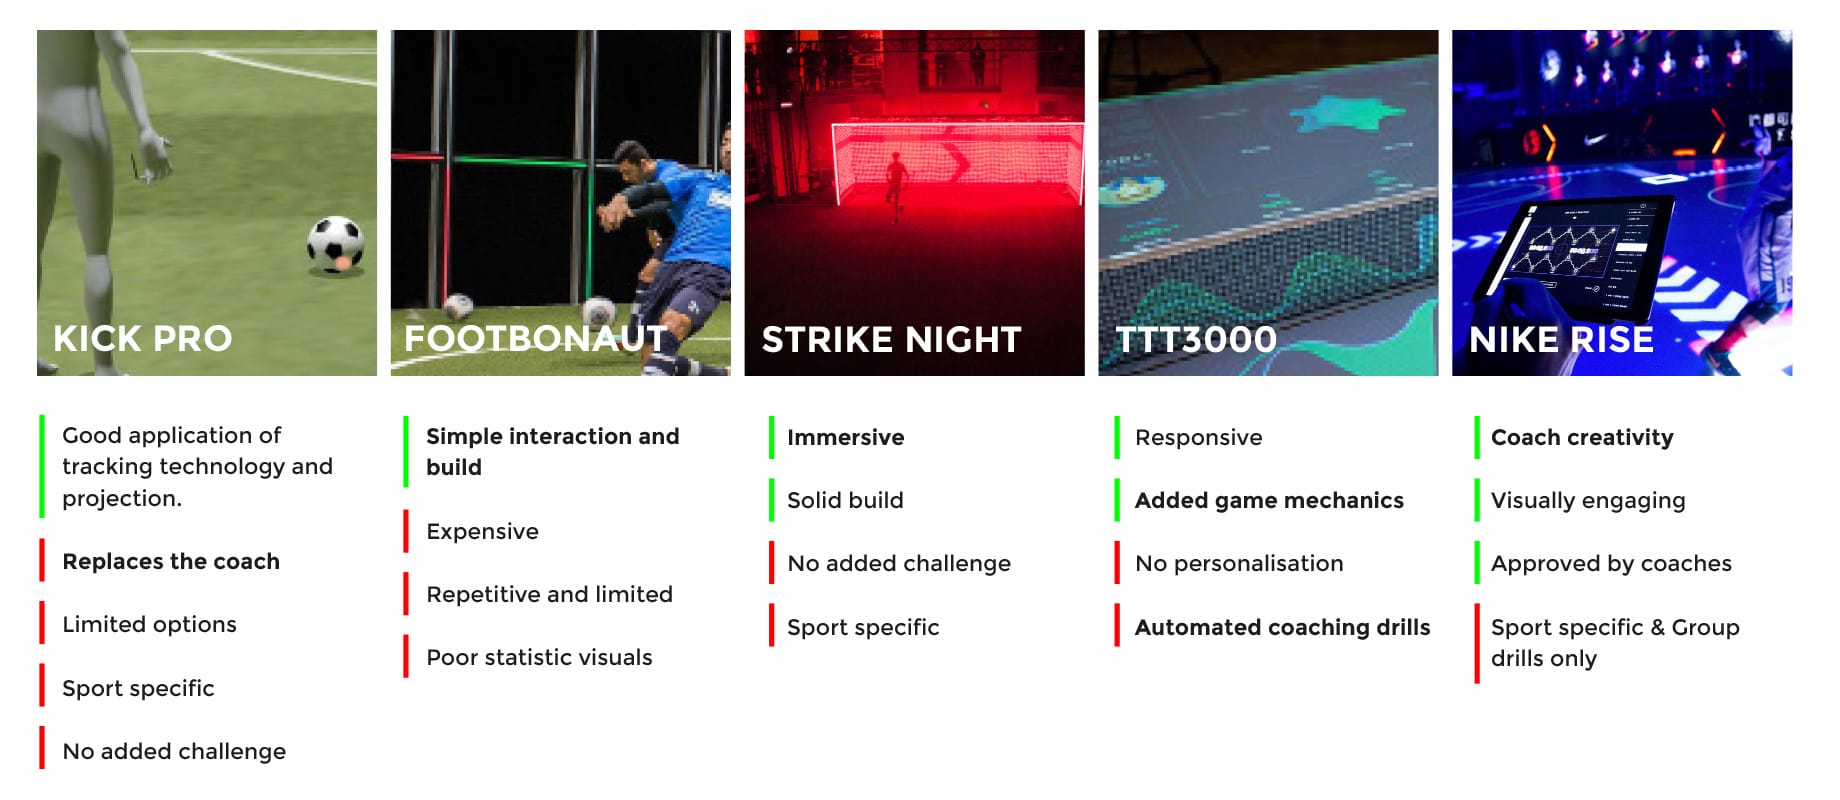 KICK PRO
Good application of
tracking technology and
projection.
Replaces the coach
Limited options
Sport specific
No added challenge
FOOTBONAUT
Simple interaction and
build
Expensive
Repetitive and limited
Poor statistic visuals
STRIKE NIGHT
Immersive
Solid build
No added challenge
Sport specific
TTT3000
Responsive
Added game mechanics
No personalisation
Automated coaching drills
NIKE RISE
Coach creativity
Visually engaging
Approved by coaches
Sport specific & Group
drills only